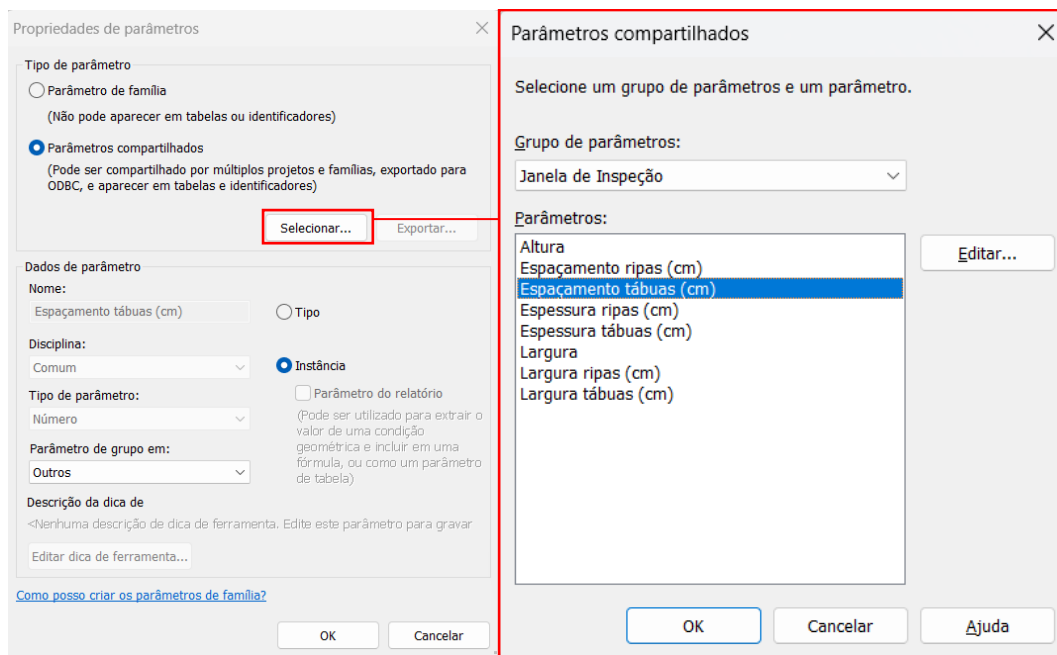 Propriedades de parâmetros
Tipo de parâmetro
Parâmetro de família
(Não pode aparecer em tabelas ou identificadores)
Parâmetros compartilhados
(Pode ser compartilhado por múltiplos projetos e famílias, exportado para
ODBC, e aparecer em tabelas e identificadores)
Selecionar...
Exportar...
Dados de parâmetro
Nome:
Espaçamento tábuas (cm)
Tipo
Disciplina:
Comum
Instância
Tipo de parâmetro:
Parâmetro do relatório
Número
(Pode ser utilizado para extrair o
valor de uma condição
geométrica e incluir em uma
fórmula, ou como um parâmetro
de tabela)
Parâmetro de grupo em:
Outros
Descrição da dica de
<Nenhuma descrição de dica de ferramenta. Edite este parâmetro para gravar
Editar dica de ferramenta...
Como posso criar os parâmetros de família?
OK
Cancelar
Parâmetros compartilhados
Selecione um grupo de parâmetros e um parâmetro.
Grupo de parâmetros:
Janela de Inspeção
Parâmetros:
Altura
Espaçamento ripas (cm)
Espaçamento tábuas (cm)
Espessura ripas (cm)
Espessura tábuas (cm)
Largura
Largura ripas (cm)
Largura tábuas (cm)
Editar...
OK
Cancelar
Ajuda